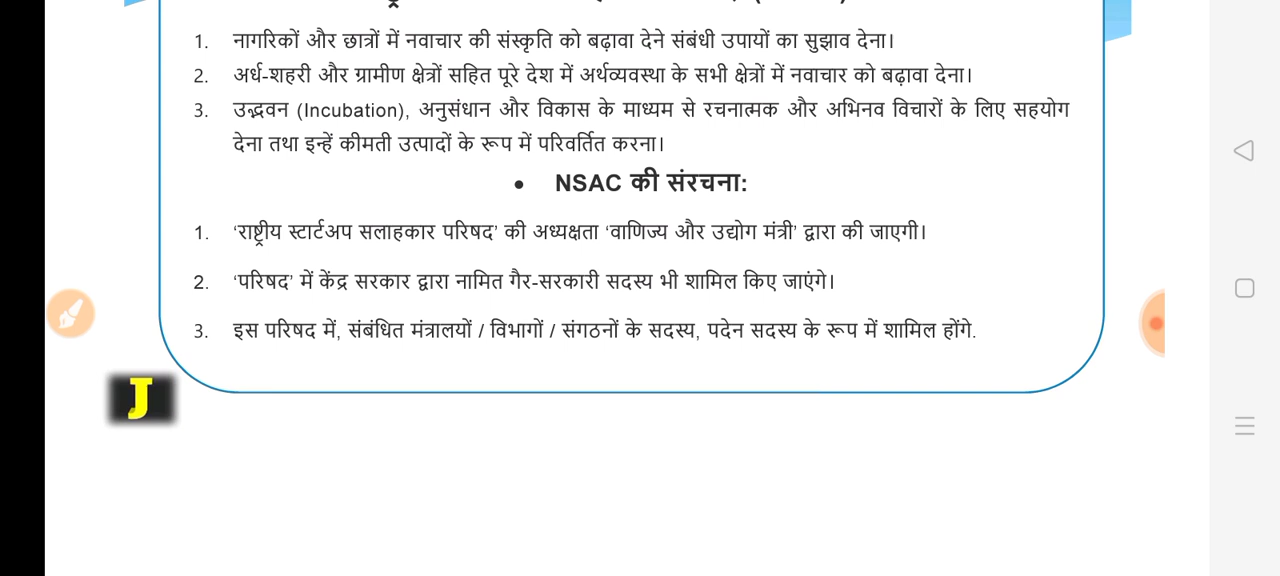 1. नागरिकों और छात्रों में नवाचार की संस्कृति को बढ़ावा देने संबंधी उपायों का सुझाव देना।
2. अर्ध-शहरी और ग्रामीण क्षेत्रों सहित पूरे देश में अर्थव्यवस्था के सभी क्षेत्रों में नवाचार को बढ़ावा देना।
3. उद्भवन (Incubation), अनुसंधान और विकास के माध्यम से रचनात्मक और अभिनव विचारों के लिए सहयोग
देना तथा इन्हें कीमती उत्पादों के रूप में परिवर्तित करना।
• NSAC की संरचना:
1. 'राष्ट्रीय स्टार्टअप सलाहकार परिषद' की अध्यक्षता 'वाणिज्य और उद्योग मंत्री' द्वारा की जाएगी।
2. 'परिषद' में केंद्र सरकार द्वारा नामित गैर-सरकारी सदस्य भी शामिल किए जाएंगे।
3. इस परिषद में, संबंधित मंत्रालयों / विभागों / संगठनों के सदस्य, पदेन सदस्य के रूप में शामिल होंगे.
J